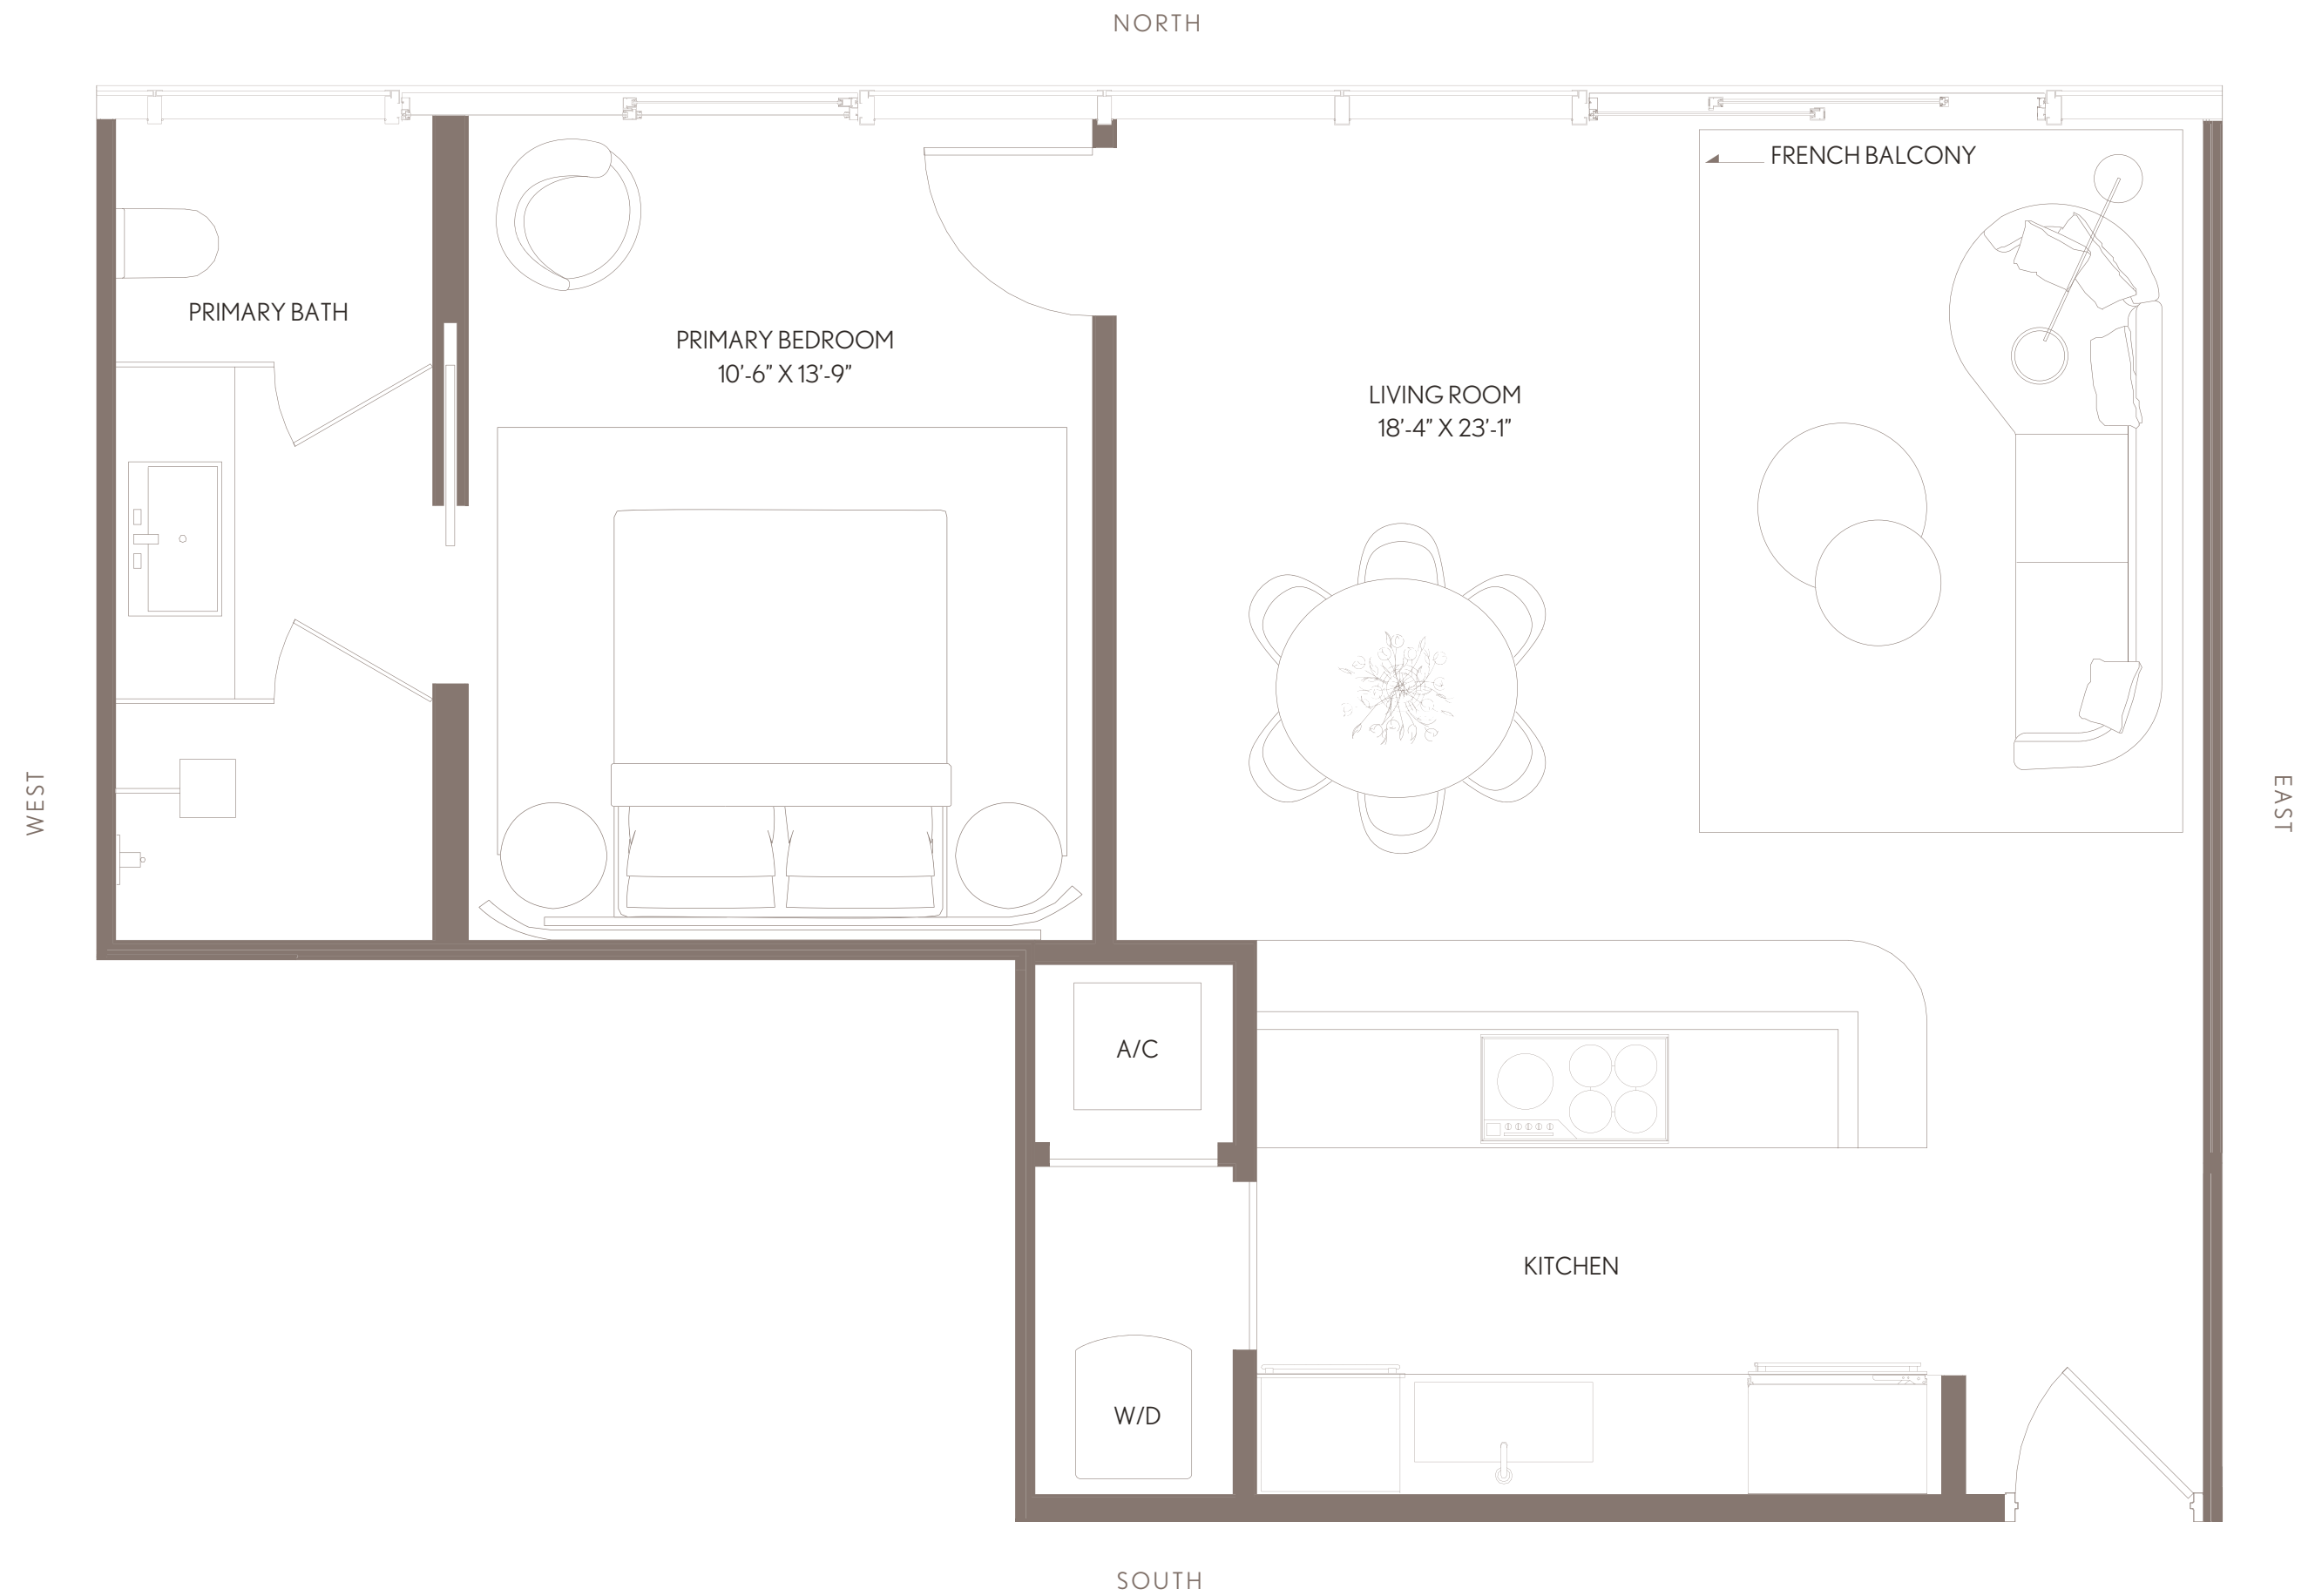 NORTH
FRENCH BALCONY
PRIMARY BATH
PRIMARY BEDROOM
10’-6” X 13’-9”
LIVING ROOM
18’-4” X 23’-1”
WEST
EAST
A/C
KITCHEN
W/D
SOUTH